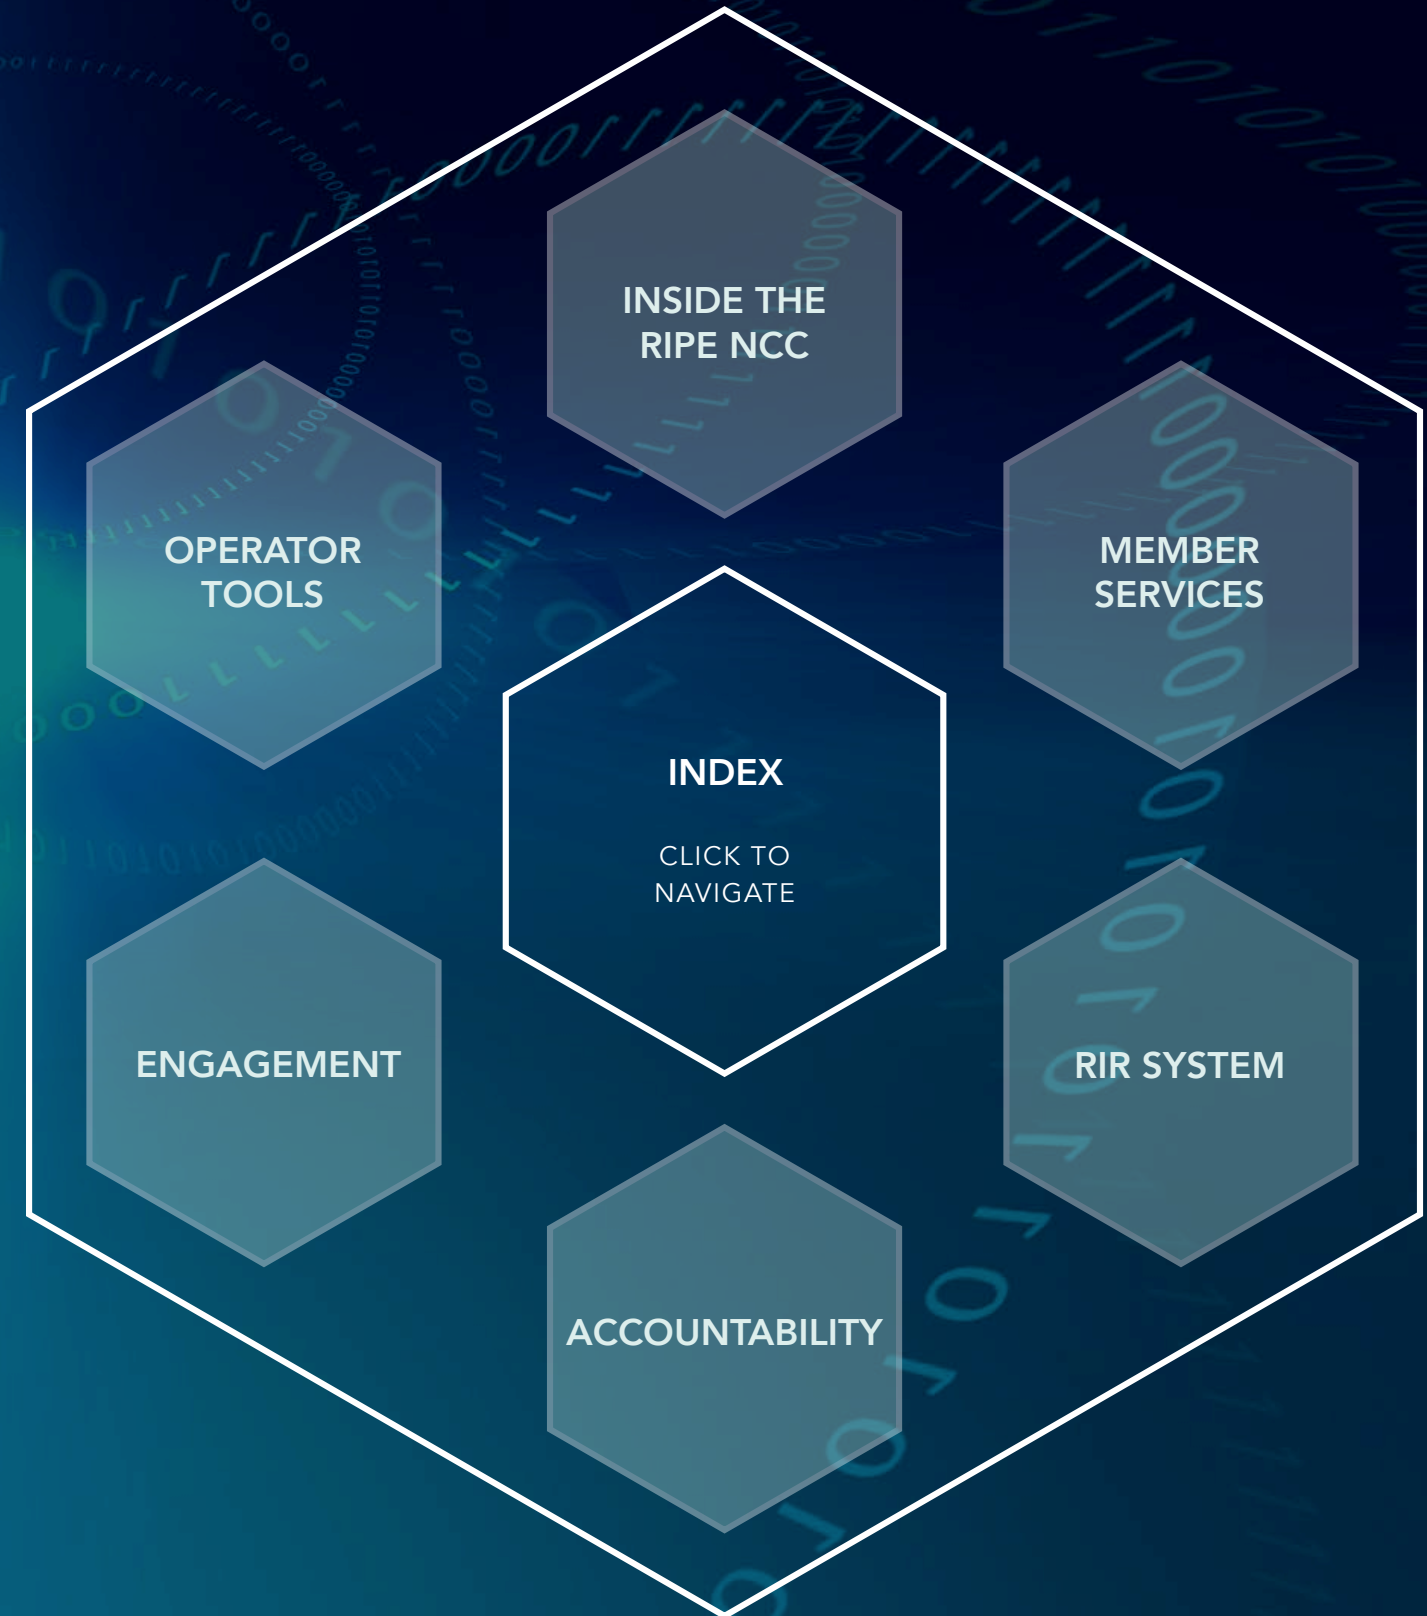 INSIDE THE
RIPE NCC
OPERATOR
TOOLS
MEMBER
SERVICES
INDEX
CLICK TO
NAVIGATE
ENGAGEMENT
RIR SYSTEM
ACCOUNTABILITY